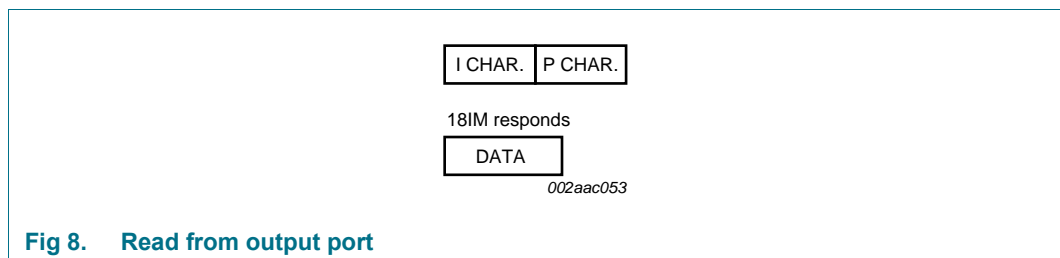 I CHAR. P CHAR.
18IM responds
DATA
002aac053
Fig 8. Read from output port